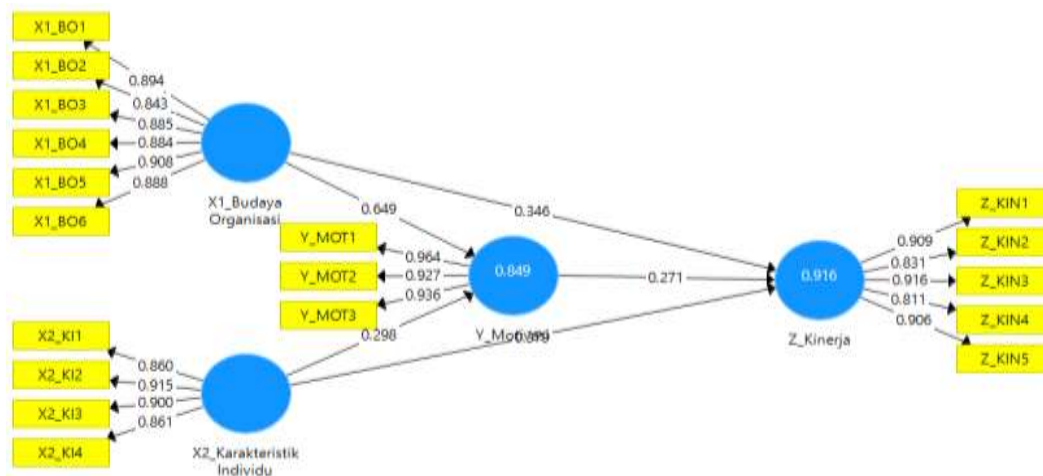 X1_BO1
X1_BO2
X1_BO3
X1_BO4
X1_BO5
X1_BO6
0.894
0.843
0.885
0.884
0.908
0.888
X1_Budaya
Organisasi
0.649
0.346
Y_MOT1
Y_MOT2
Y_MOT3
0.964
0.927
0.936
0.849
0.271
0.298
X2_KI1
X2_KI2
X2_KI3
X2_KI4
0.860
0.915
0.900
0.861
X2_Karakteristik
Individu
0.916
Z_Kinerja
0.909
0.831
0.916
0.811
0.906
Z_KIN1
Z_KIN2
Z_KIN3
Z_KIN4
Z_KIN5